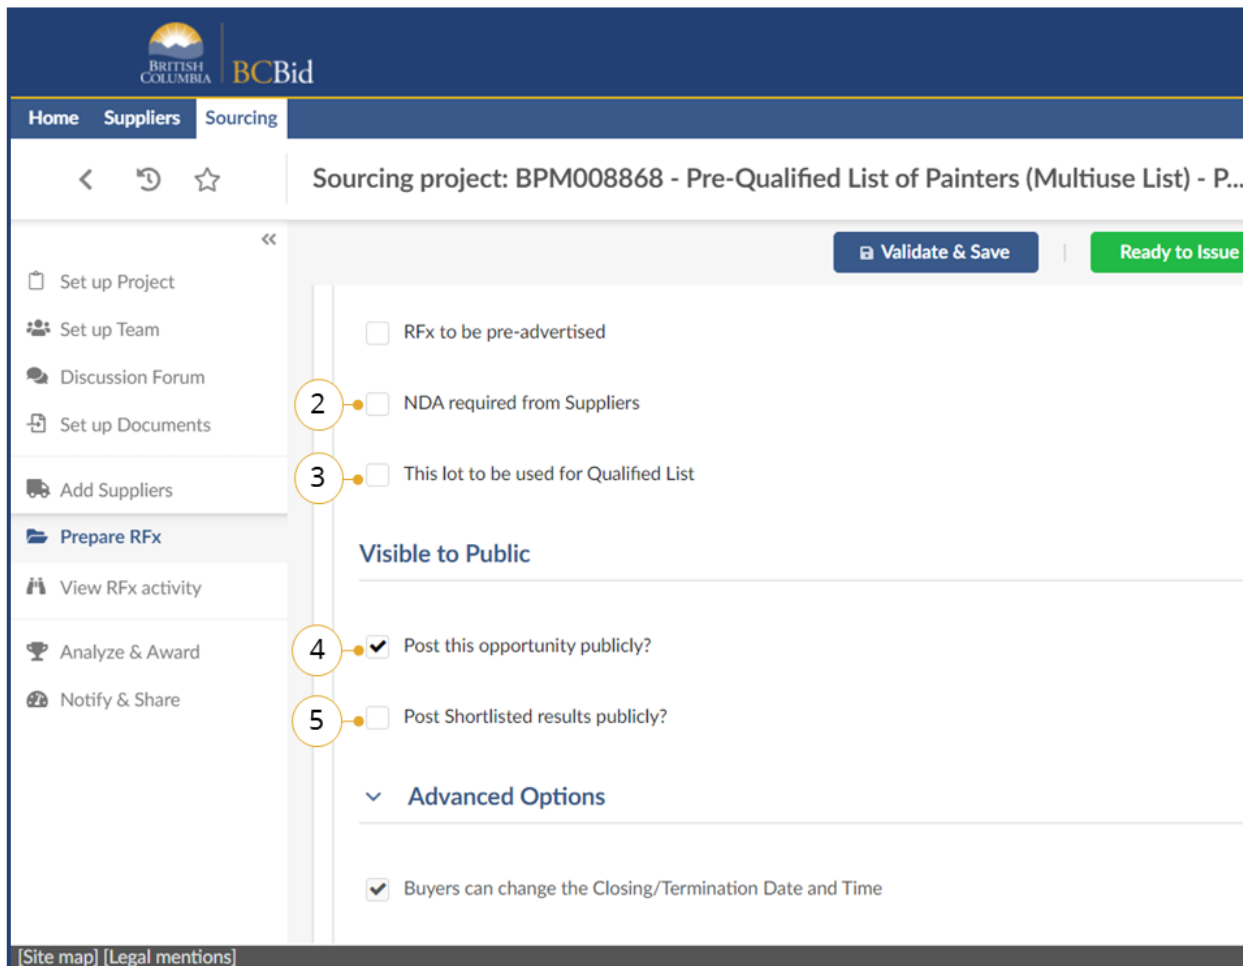 BRITISH
COLUMBIA
BCBid
Home Suppliers Sourcing
Sourcing project: BPM008868 - Pre-Qualified List of Painters (Multiuse List) - P...
Validate & Save
Ready to Issue
Set up Project
Set up Team
Discussion Forum
Set up Documents
Add Suppliers
Prepare RFx
View RFx activity
Analyze & Award
Notify & Share
RFx to be pre-advertised
2 NDA required from Suppliers
3 This lot to be used for Qualified List
Visible to Public
4 Post this opportunity publicly?
5 Post Shortlisted results publicly?
Advanced Options
Buyers can change the Closing/Termination Date and Time
[Site map] [Legal mentions]